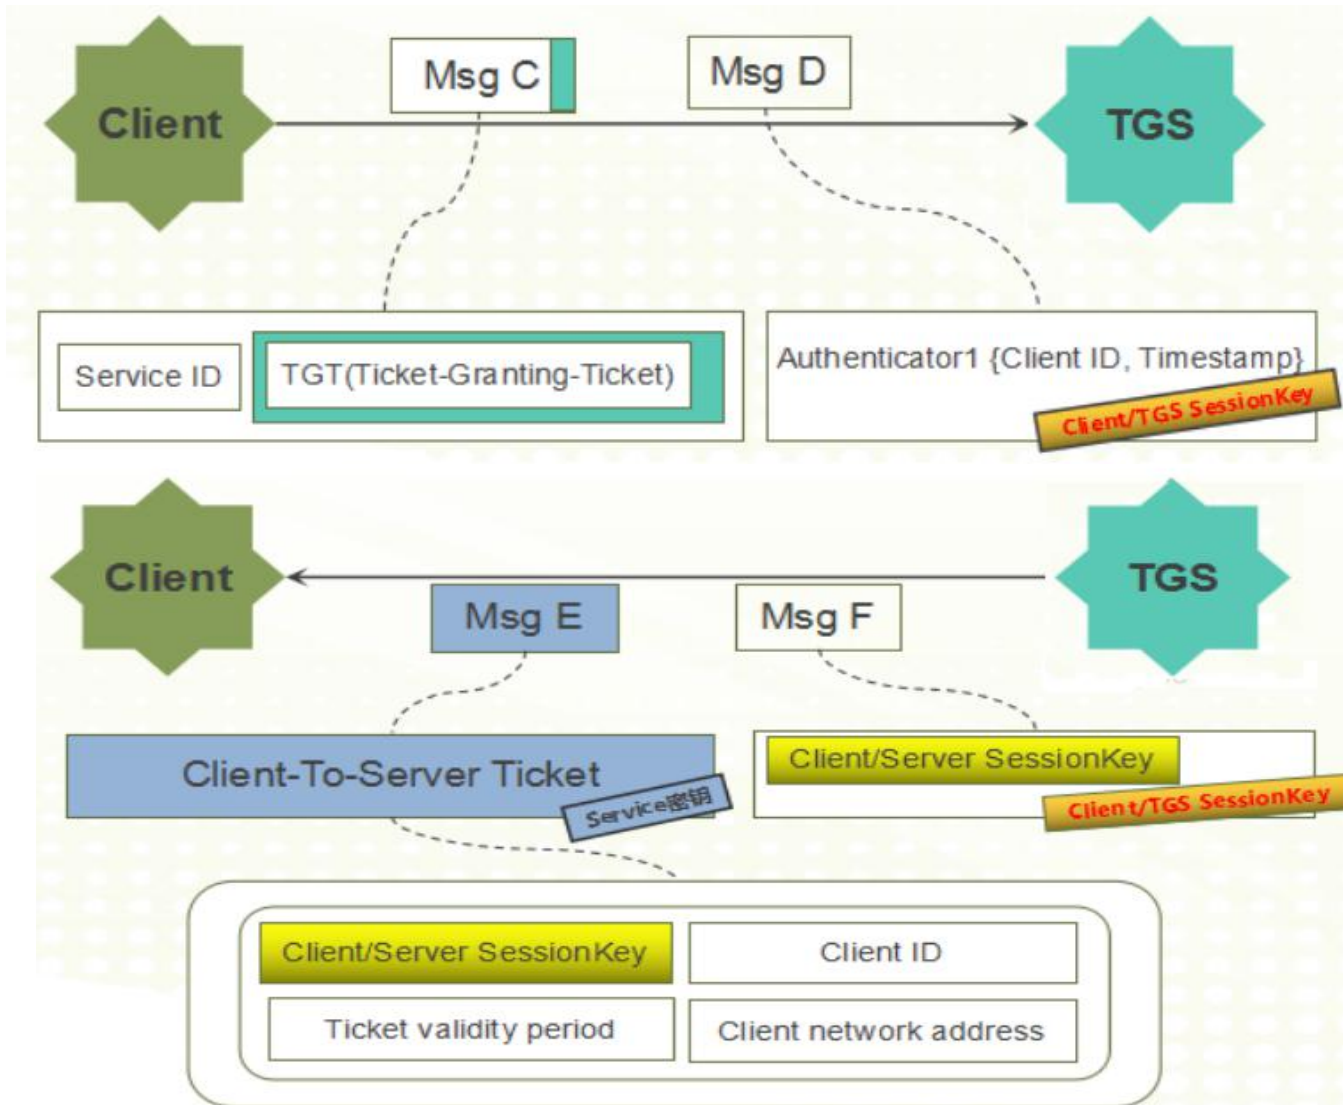 Msg C
Msg D
Client
TGS
Service ID
TGT(Ticket-Granting-Ticket)
Authenticator1 {Client ID, Timestamp}
Client/TGS SessionKey
Client
TGS
Msg E
Msg F
Client-To-Server Ticket
Service密钥
Client/Server SessionKey
Client/TGS SessionKey
Client/Server SessionKey
Client ID
Ticket validity period
Client network address